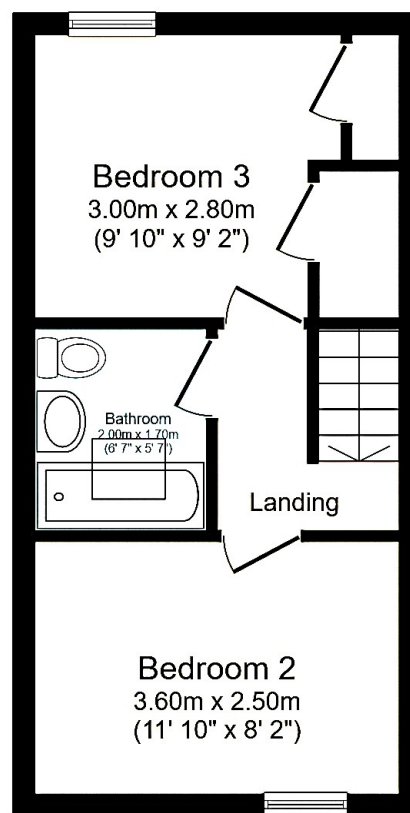 Bedroom 3
3.00m x 2.80m
(9' 10" x 9' 2")
Bathroom
2.00m x 1.70m
(6' 7" x 5' 7")
Landing
Bedroom 2
3.60m x 2.50m
(11' 10" x 8' 2")